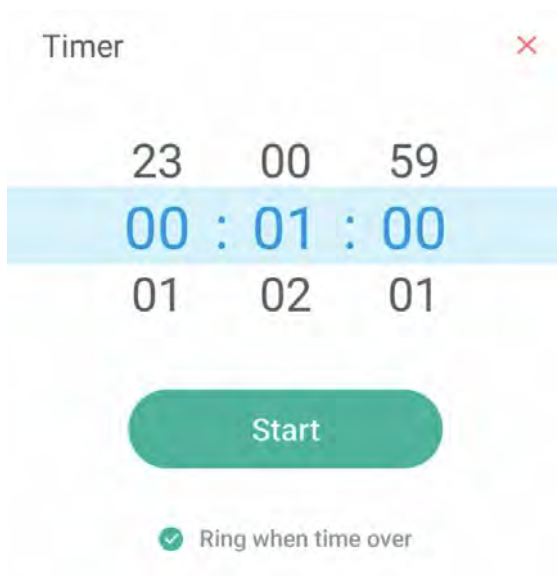 Timer
23 00 59
00 : 01 : 00
01 02 01
Start
Ring when time over